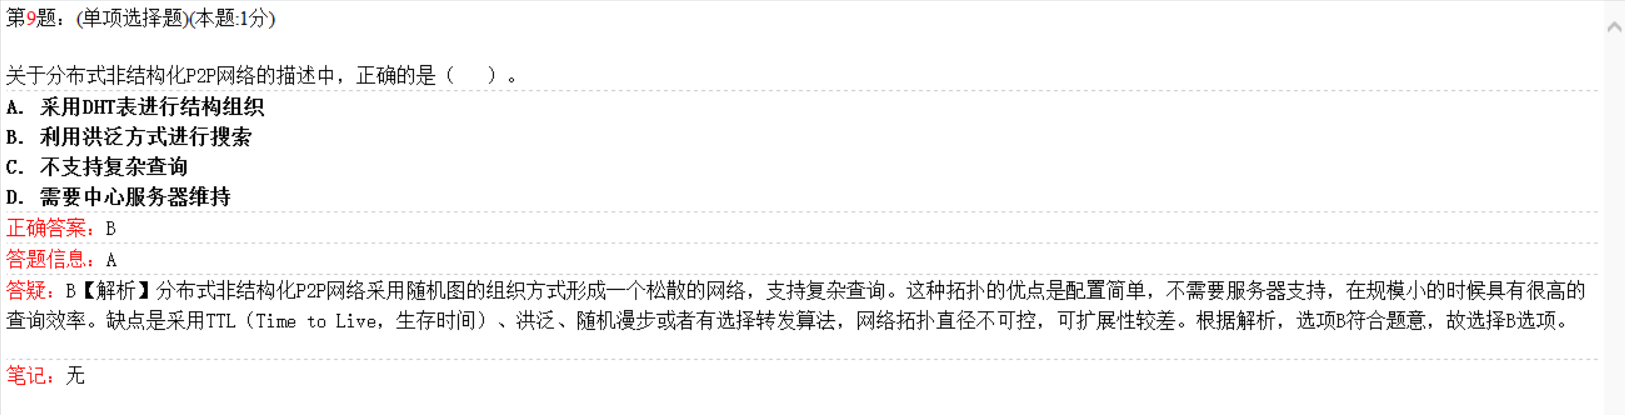 第9题：(单项选择题)(本题:1分)
关于分布式非结构化P2P网络的描述中，正确的是（　　）。
A. 采用DHT表进行结构组织
B. 利用洪泛方式进行搜索
C. 不支持复杂查询
D. 需要中心服务器维持
正确答案：B
答题信息：A
答疑：B【解析】分布式非结构化P2P网络采用随机图的组织方式形成一个松散的网络，支持复杂查询。这种拓扑的优点是配置简单，不需要服务器支持，在规模小的时候具有很高的
查询效率。缺点是采用TTL（Time to Live，生存时间）、洪泛、随机漫步或者有选择转发算法，网络拓扑直径不可控，可扩展性较差。根据解析，选项B符合题意，故选择B选项。
笔记：无